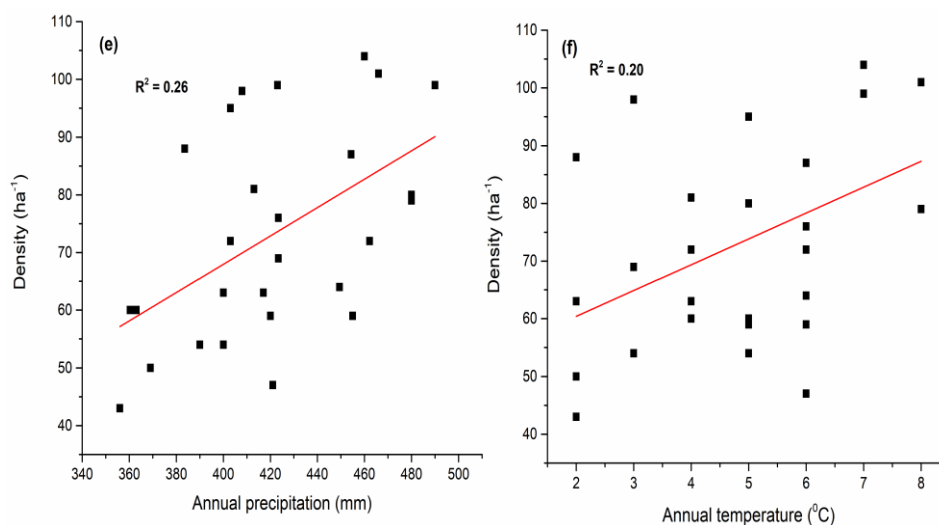 (e)
R² = 0.26
Density (ha⁻¹)
110
100
90
80
70
60
50
40
340 360 380 400 420 440 460 480 500
Annual precipitation (mm)
(f)
R² = 0.20
Density (ha⁻¹)
110
100
90
80
70
60
50
40
2 3 4 5 6 7 8
Annual temperature (⁰C)